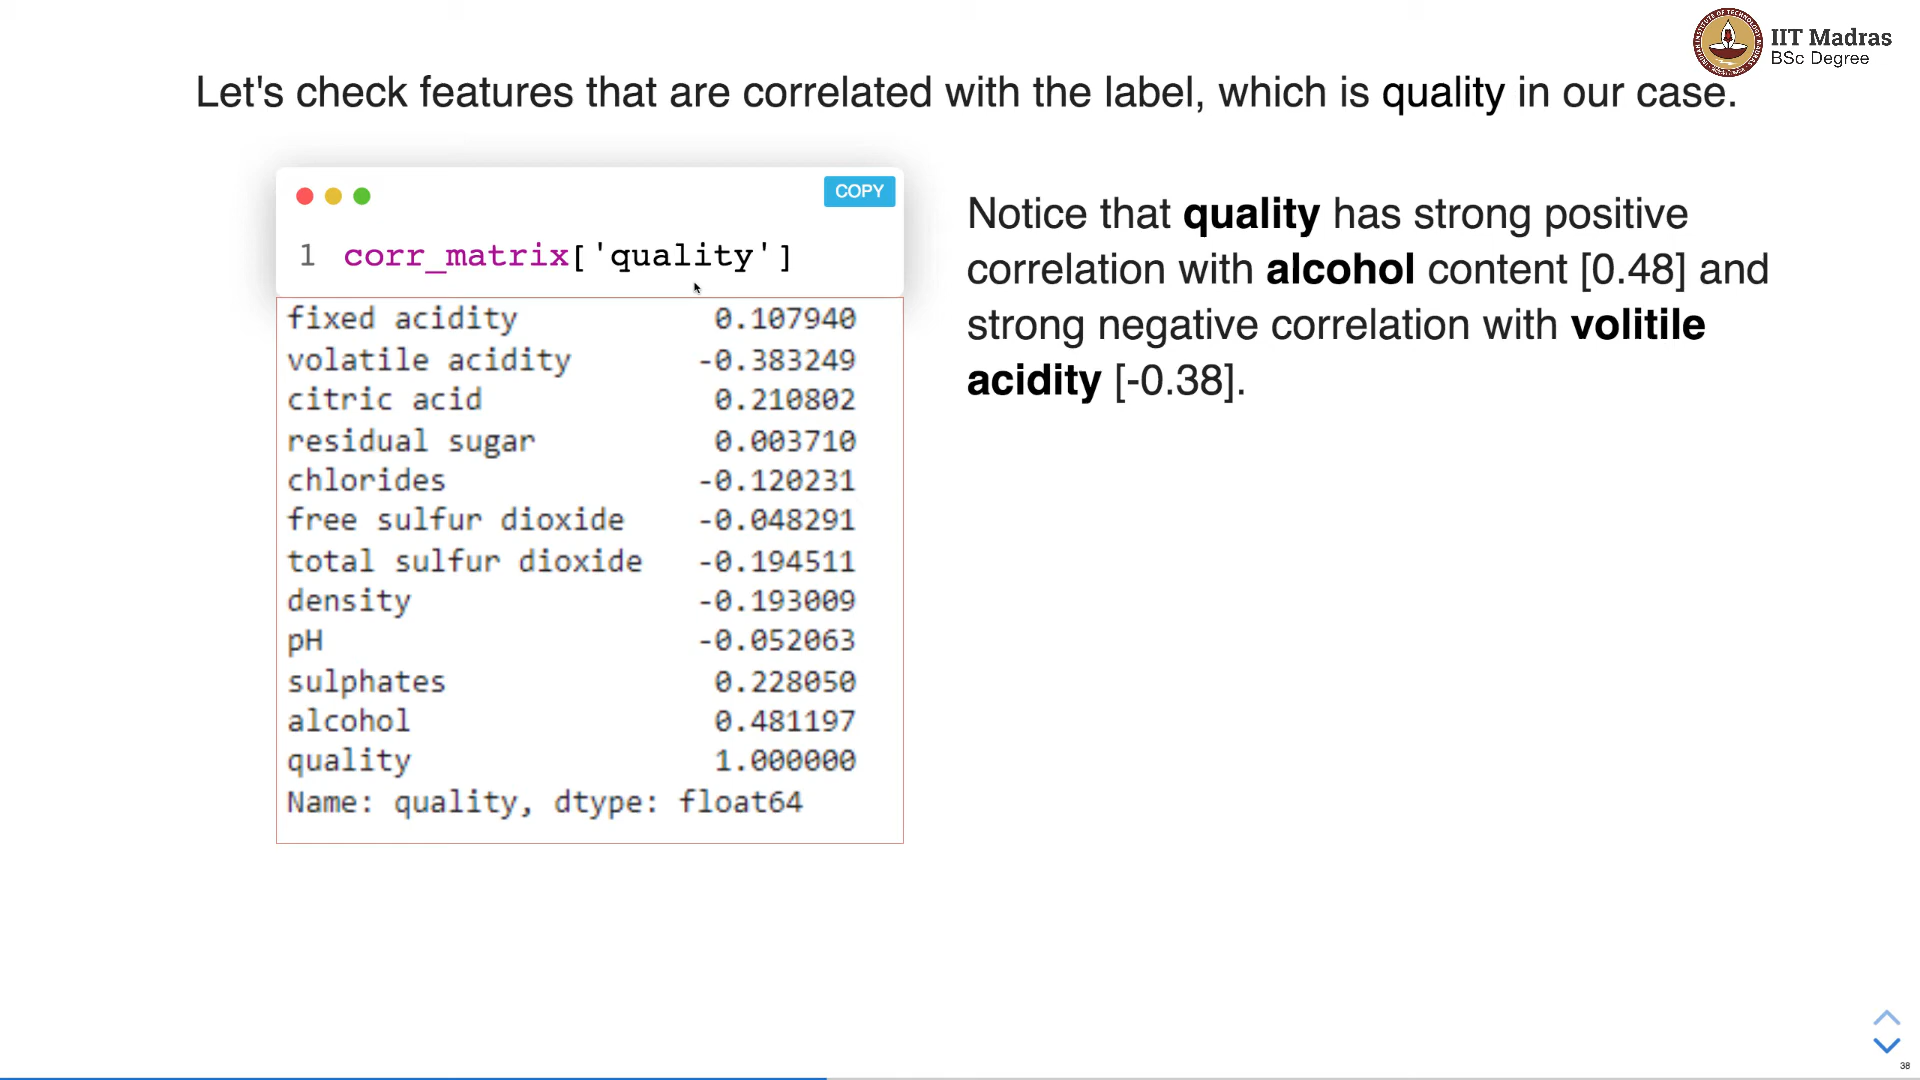 IIT Madras
BSc Degree
Let's check features that are correlated with the label, which is quality in our case.
COPY
1 corr_matrix['quality']
fixed acidity 0.107940
volatile acidity -0.383249
citric acid 0.210802
residual sugar 0.003710
chlorides -0.120231
free sulfur dioxide -0.048291
total sulfur dioxide -0.194511
density -0.193009
pH -0.052063
sulphates 0.228050
alcohol 0.481197
quality 1.000000
Name: quality, dtype: float64
Notice that quality has strong positive
correlation with alcohol content [0.48] and
strong negative correlation with volitile
acidity [-0.38].
38